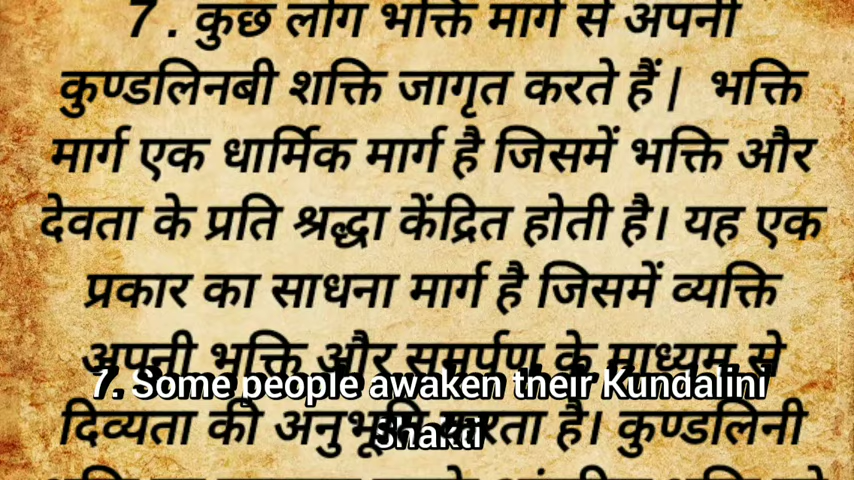 7 . कुछ लोग भक्ति मार्ग से अपनी
कुण्डलिनबी शक्ति जागृत करते हैं | भक्ति
मार्ग एक धार्मिक मार्ग है जिसमें भक्ति और
देवता के प्रति श्रद्धा केंद्रित होती है। यह एक
प्रकार का साधना मार्ग है जिसमें व्यक्ति
अपनी भक्ति और समर्पण के माध्यम से
7. Some people awaken their Kundalini
दिव्यता की अनुभूति करता है। कुण्डलिनी
Shakti